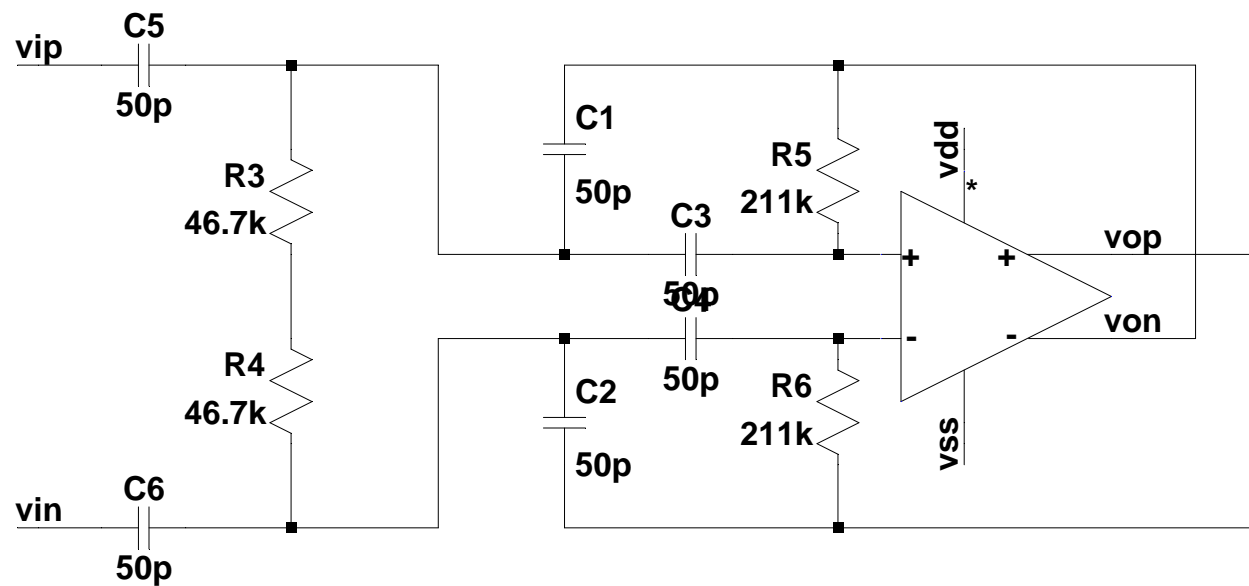 C5
vip
50p
C1
vdd
*
R5
R3
50p
211k
46.7k
C3
+
+
vop
50p
C4
-
-
von
R4
50p
R6
C2
46.7k
211k
vss
50p
C6
vin
50p